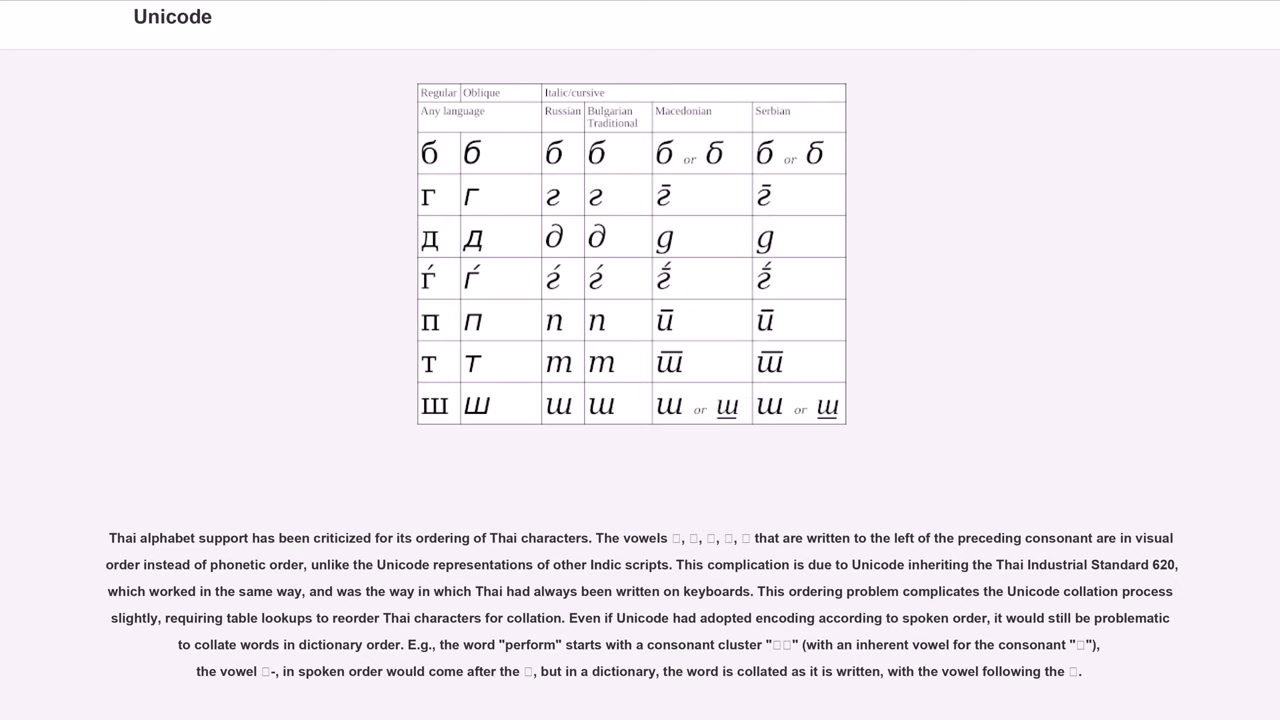 Unicode
Regular Oblique Italic/cursive
Any language Russian Bulgarian Traditional Macedonian Serbian
б б б б б or б б or б
г г г г г̄ г̄
д д д д g g
ѓ ѓ ѓ ѓ ѓ̄ ѓ̄
п п п п ӣ ӣ
т т т т ш̅ ш̅
ш ш ш ш ш or ш̲ ш or ш̲
Thai alphabet support has been criticized for its ordering of Thai characters. The vowels □, □, □, □, □ that are written to the left of the preceding consonant are in visual
order instead of phonetic order, unlike the Unicode representations of other Indic scripts. This complication is due to Unicode inheriting the Thai Industrial Standard 620,
which worked in the same way, and was the way in which Thai had always been written on keyboards. This ordering problem complicates the Unicode collation process
slightly, requiring table lookups to reorder Thai characters for collation. Even if Unicode had adopted encoding according to spoken order, it would still be problematic
to collate words in dictionary order. E.g., the word "perform" starts with a consonant cluster "□□" (with an inherent vowel for the consonant "□"),
the vowel □-, in spoken order would come after the □, but in a dictionary, the word is collated as it is written, with the vowel following the □.